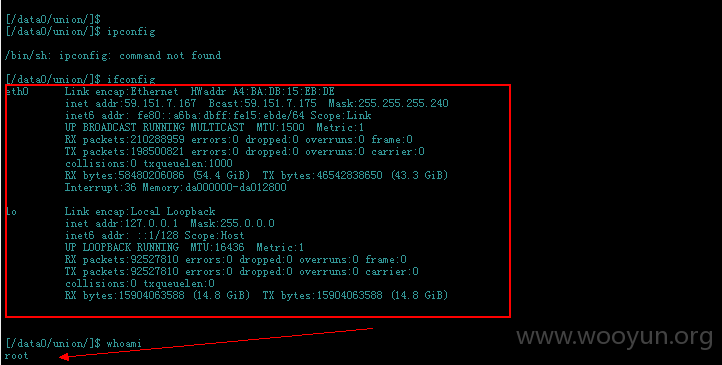 [/data0/union/]$
[/data0/union/]$ ipconfig
/bin/sh: ipconfig: command not found
[/data0/union/]$ ifconfig
eth0 Link encap:Ethernet HWaddr A4:BA:DB:15:EB:DE
inet addr:59.151.7.167 Bcast:59.151.7.175 Mask:255.255.255.240
inet6 addr: fe80::a6ba:dbff:fe15:ebde/64 Scope:Link
UP BROADCAST RUNNING MULTICAST MTU:1500 Metric:1
RX packets:210288959 errors:0 dropped:0 overruns:0 frame:0
TX packets:198500821 errors:0 dropped:0 overruns:0 carrier:0
collisions:0 txqueuelen:1000
RX bytes:58480206086 (54.4 GiB) TX bytes:46542838650 (43.3 GiB)
Interrupt:36 Memory:da000000-da012800
lo Link encap:Local Loopback
inet addr:127.0.0.1 Mask:255.0.0.0
inet6 addr: ::1/128 Scope:Host
UP LOOPBACK RUNNING MTU:16436 Metric:1
RX packets:92527810 errors:0 dropped:0 overruns:0 frame:0
TX packets:92527810 errors:0 dropped:0 overruns:0 carrier:0
collisions:0 txqueuelen:0
RX bytes:15904063588 (14.8 GiB) TX bytes:15904063588 (14.8 GiB)
[/data0/union/]$ whoami
root
www.wooyun.org